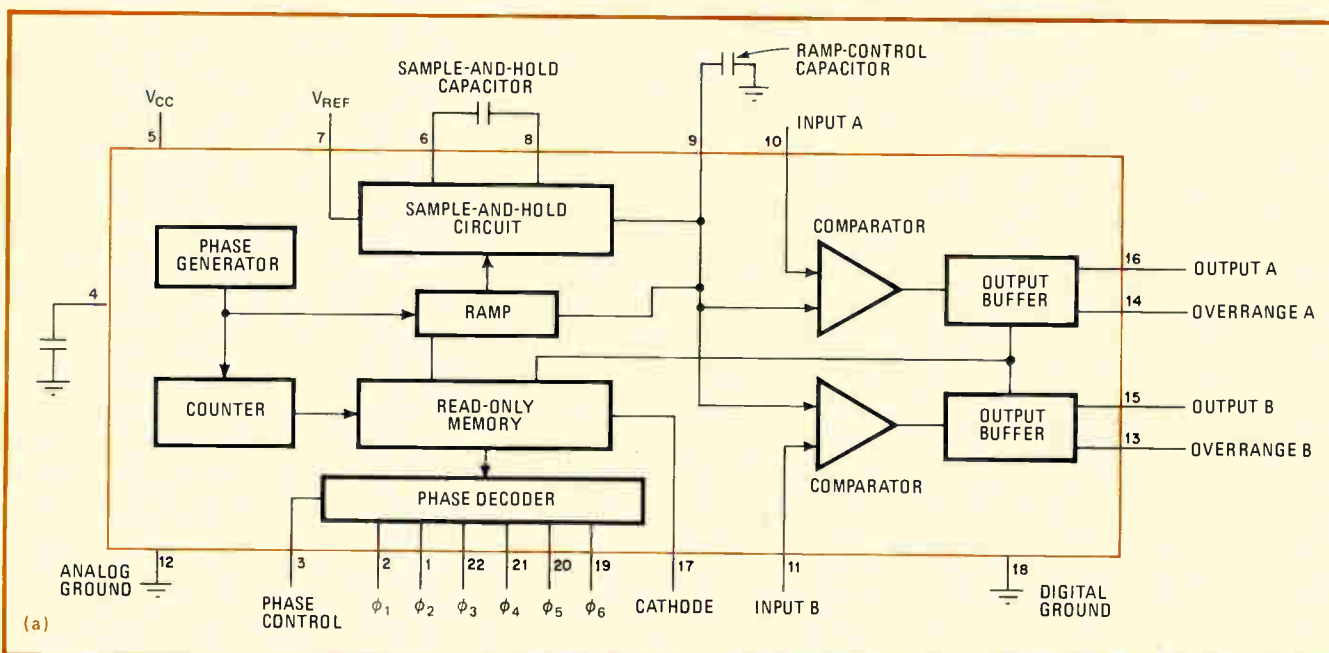 RAMP-CONTROL
CAPACITOR
SAMPLE-AND-HOLD
CAPACITOR
VCC
VREF
INPUT A
5
7
6
8
9
10
SAMPLE-AND-HOLD
CIRCUIT
COMPARATOR
PHASE
GENERATOR
16
OUTPUT A
OUTPUT
BUFFER
4
RAMP
14
OVERRANGE A
COUNTER
READ-ONLY
MEMORY
15
OUTPUT B
OUTPUT
BUFFER
13
OVERRANGE B
COMPARATOR
PHASE DECODER
12
3
2
1
22
21
20
19
17
11
18
ANALOG
GROUND
PHASE
CONTROL
ϕ1
ϕ2
ϕ3
ϕ4
ϕ5
ϕ6
CATHODE
INPUT B
DIGITAL
GROUND
(a)